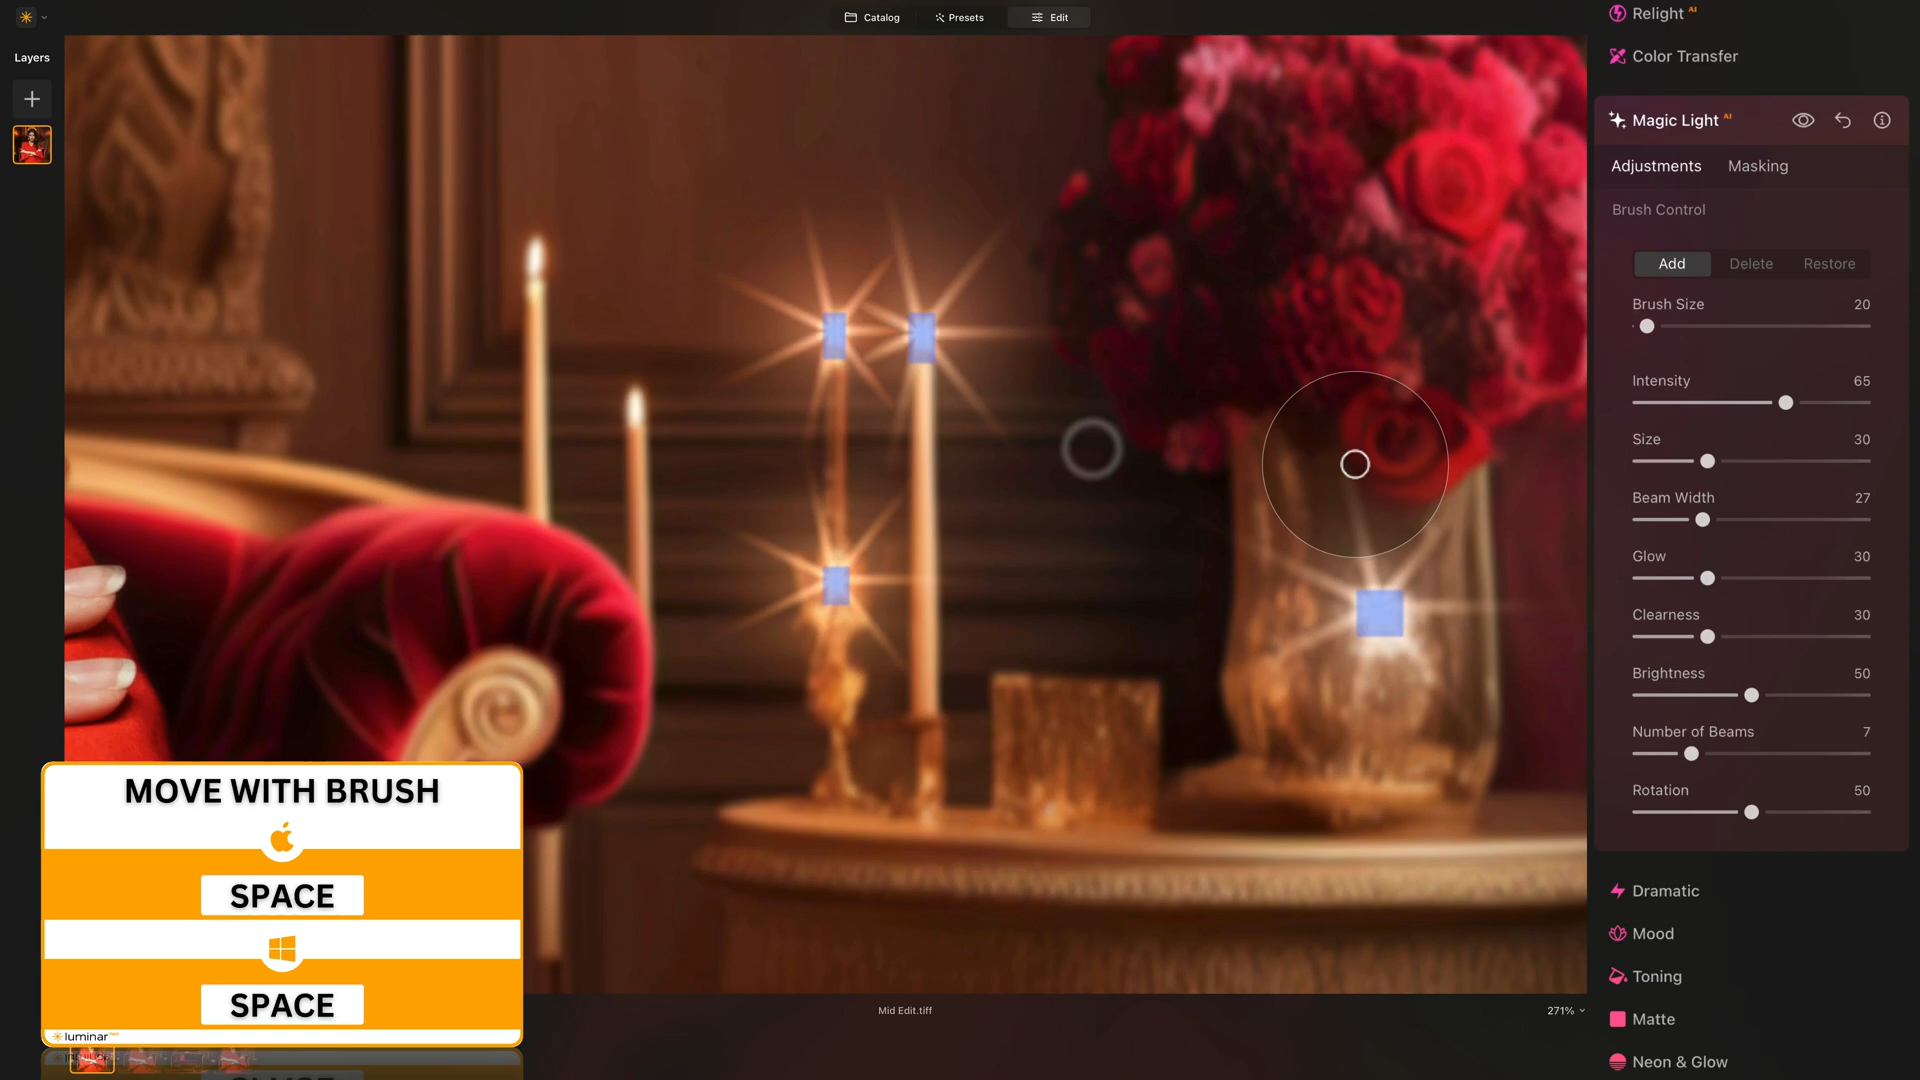 Catalog
Presets
Edit
Layers
Relight AI
Color Transfer
Magic Light AI
Adjustments Masking
Brush Control
Add Delete Restore
Brush Size 20
Intensity 65
Size 30
Beam Width 27
Glow 30
Clearness 30
Brightness 50
Number of Beams 7
Rotation 50
Dramatic
Mood
Toning
Matte
Neon & Glow
MOVE WITH BRUSH
SPACE
SPACE
luminar neo
Mid Edit.tiff
271%